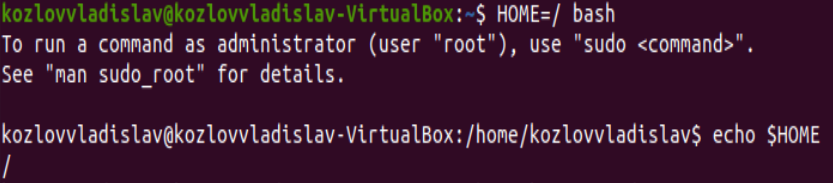 kozlovvladislav@kozlovvladislav-VirtualBox:~$ HOME=/ bash
To run a command as administrator (user "root"), use "sudo <command>".
See "man sudo_root" for details.
kozlovvladislav@kozlovvladislav-VirtualBox:/home/kozlovvladislav$ echo $HOME
/